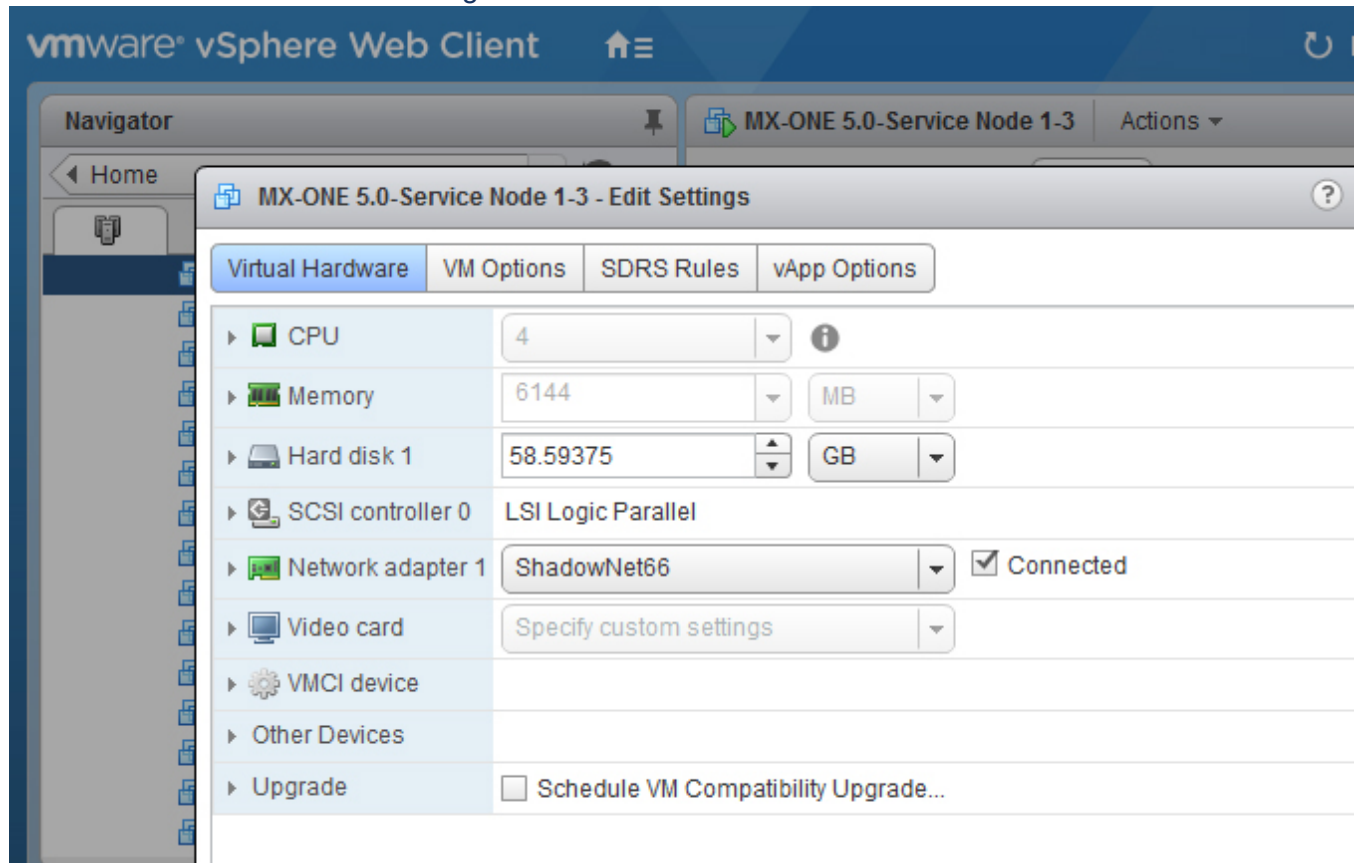 vmware® vSphere Web Client
Navigator
MX-ONE 5.0-Service Node 1-3 Actions
Home
MX-ONE 5.0-Service Node 1-3 - Edit Settings ?
Virtual Hardware VM Options SDRS Rules vApp Options
CPU 4
Memory 6144 MB
Hard disk 1 58.59375 GB
SCSI controller 0 LSI Logic Parallel
Network adapter 1 ShadowNet66 Connected
Video card Specify custom settings
VMCI device
Other Devices
Upgrade Schedule VM Compatibility Upgrade...